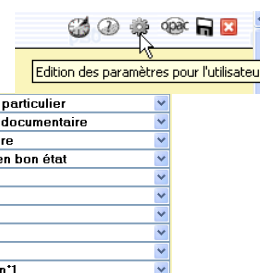 opac
Edition des paramètres pour l'utilisateu
particulier
documentaire
re
en bon état
n°1